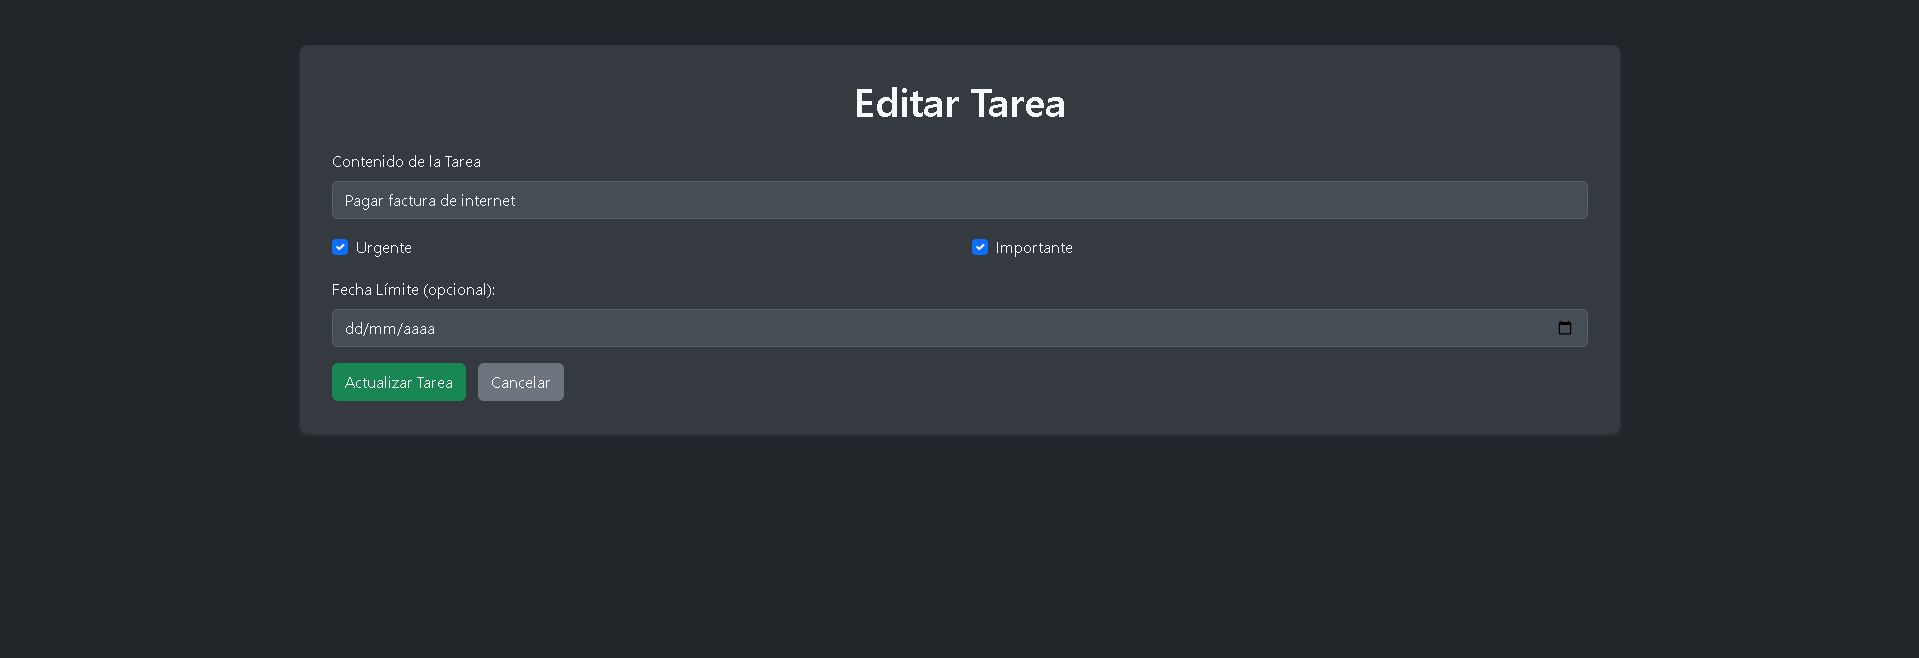 Editar Tarea
Contenido de la Tarea
Pagar factura de internet
Urgente Importante
Fecha Límite (opcional):
dd/mm/aaaa
Actualizar Tarea Cancelar